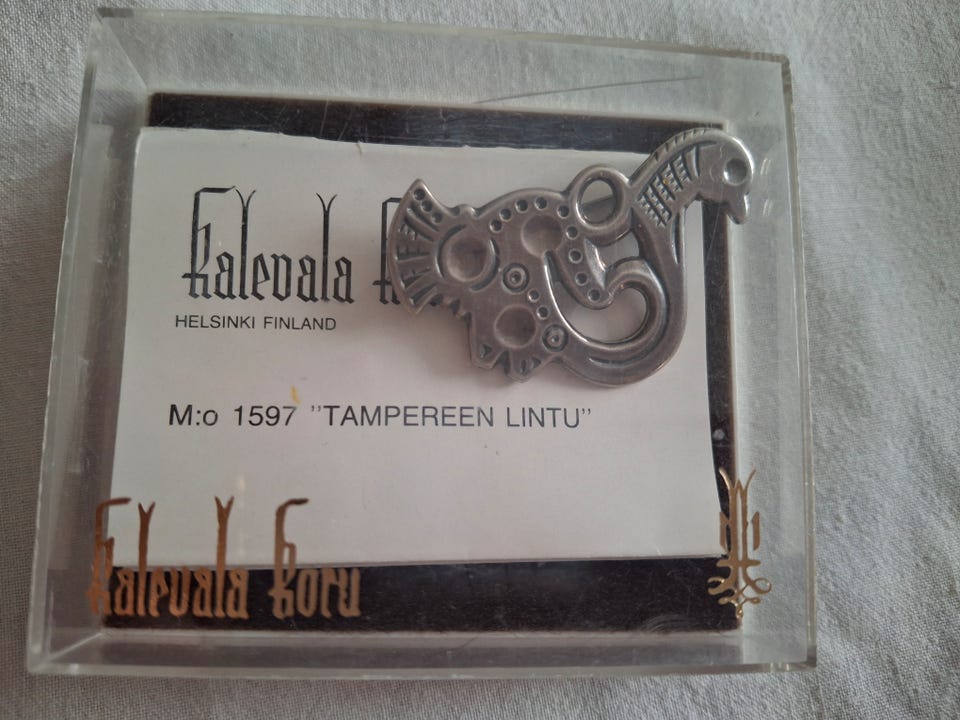 Kalevala K
HELSINKI FINLAND
M:o 1597 "TAMPEREEN LINTU"
Kalevala Koru